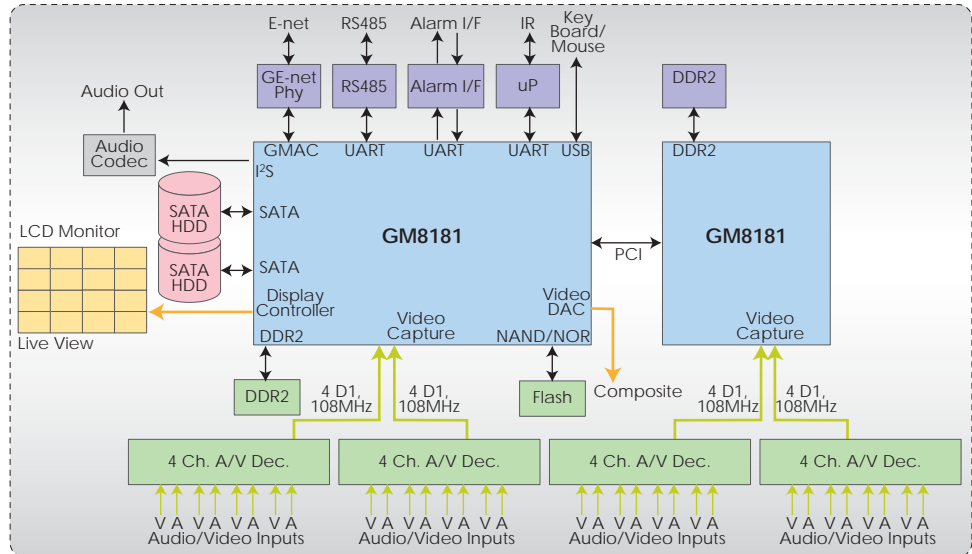 E-net
RS485
Alarm I/F
IR
Key
Board/
Mouse
GE-net
Phy
RS485
Alarm I/F
uP
DDR2
Audio Out
Audio
Codec
GMAC
UART
UART
UART
USB
DDR2
I²S
SATA
HDD
SATA
GM8181
GM8181
PCI
LCD Monitor
SATA
HDD
SATA
Display
Controller
Video
DAC
Live View
DDR2
Video
Capture
NAND/NOR
Video
Capture
DDR2
4 D1,
108MHz
4 D1,
108MHz
Flash
Composite
4 D1,
108MHz
4 D1,
108MHz
4 Ch. A/V Dec.
4 Ch. A/V Dec.
4 Ch. A/V Dec.
4 Ch. A/V Dec.
V A V A V A V A
V A V A V A V A
V A V A V A V A
V A V A V A V A
Audio/Video Inputs
Audio/Video Inputs
Audio/Video Inputs
Audio/Video Inputs